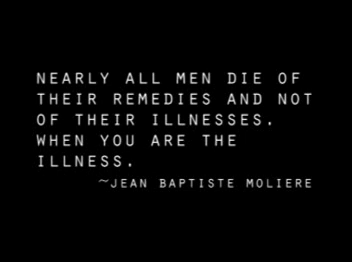 NEARLY ALL MEN DIE OF
THEIR REMEDIES AND NOT
OF THEIR ILLNESSES.
WHEN YOU ARE THE
ILLNESS.
~JEAN BAPTISTE MOLIERE